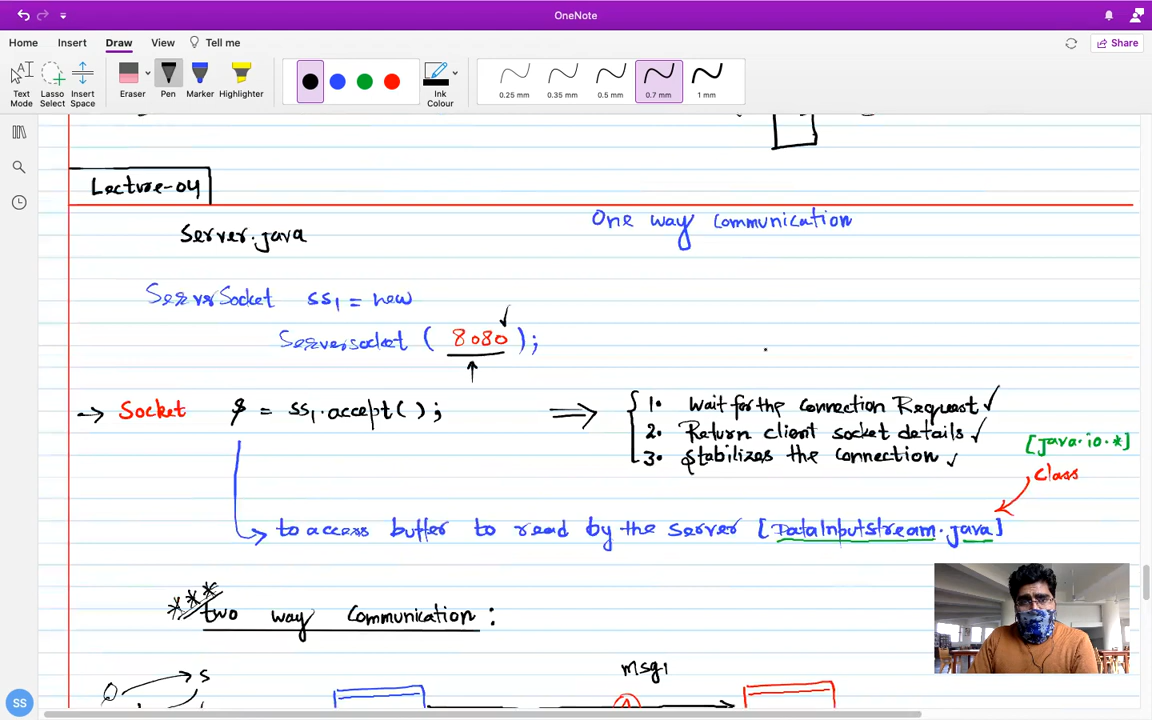 OneNote
Home Insert Draw View Tell me
Share
Text Mode
Lasso Select
Insert Space
Eraser
Pen
Marker
Highlighter
Ink Colour
0.25 mm
0.35 mm
0.5 mm
0.7 mm
1 mm
Lecture-04
One way Communication
Server.java
ServerSocket ss1 = new
Serversocket ( 8080 );
→ Socket s = ss1.accept( ); ⇒
1. Wait for the Connection Request ✓
2. Return client socket details ✓
3. Stabilizes the Connection ✓
[java.io.*]
Class
to access buffer to read by the server [DataInputstream.java]
*** two way Communication :
S
msg1
SS